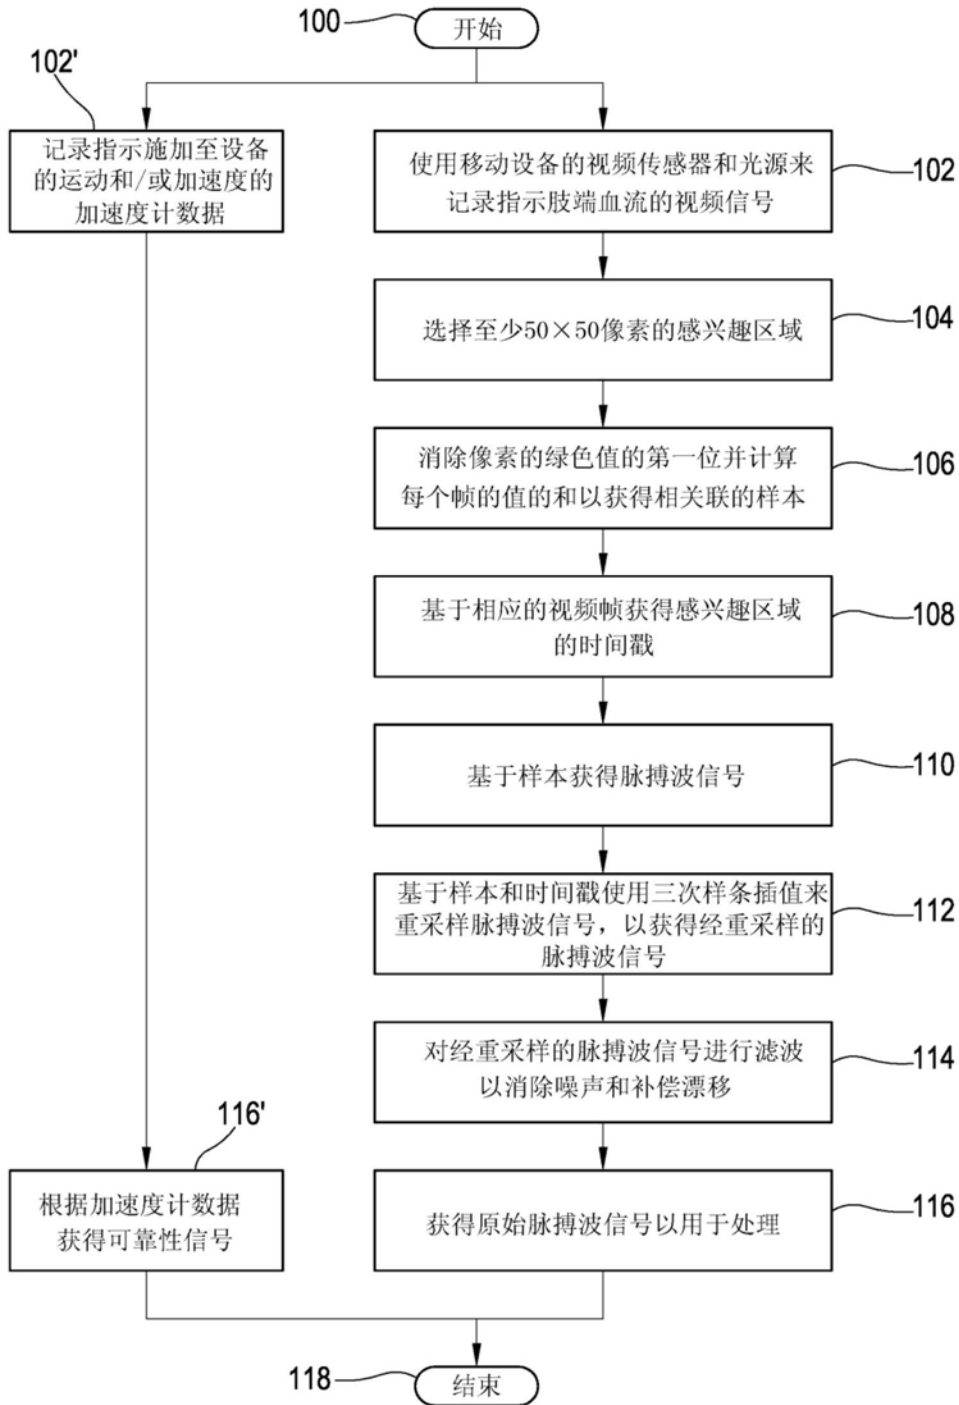 100
开始
102'
记录指示施加至设备
的运动和/或加速度的
加速度计数据
使用移动设备的视频传感器和光源来
记录指示肢端血流的视频信号
102
选择至少50×50像素的感兴趣区域
104
消除像素的绿色值的第一位并计算
每个帧的值的和以获得相关联的样本
106
基于相应的视频帧获得感兴趣区域
的时间戳
108
基于样本获得脉搏波信号
110
基于样本和时间戳使用三次样条插值来
重采样脉搏波信号，以获得经重采样的
脉搏波信号
112
对经重采样的脉搏波信号进行滤波
以消除噪声和补偿漂移
114
116'
根据加速度计数据
获得可靠性信号
获得原始脉搏波信号以用于处理
116
118
结束